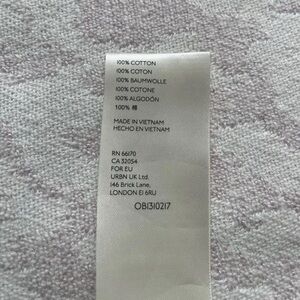 100% COTTON
100% COTON
100% BAUMWOLLE
100% COTONE
100% ALGODÓN
100% 棉
MADE IN VIETNAM
HECHO EN VIETNAM
RN 66170
CA 32054
FOR EU
URBN UK Ltd.
146 Brick Lane,
LONDON E1 6RU
OB1310217